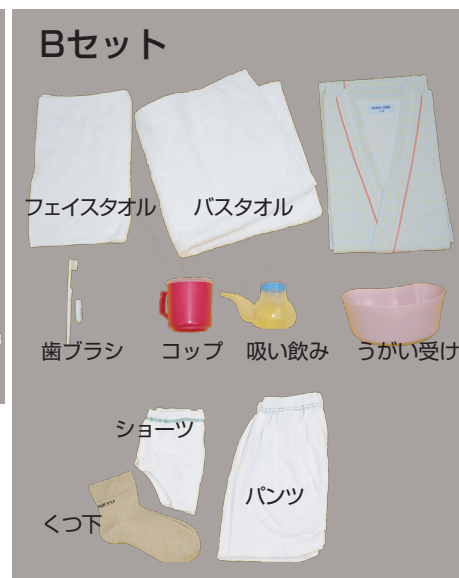 Bセット
フェイスタオル
バスタオル
歯ブラシ
コップ
吸い飲み
うがい受け
ショーツ
パンツ
くつ下